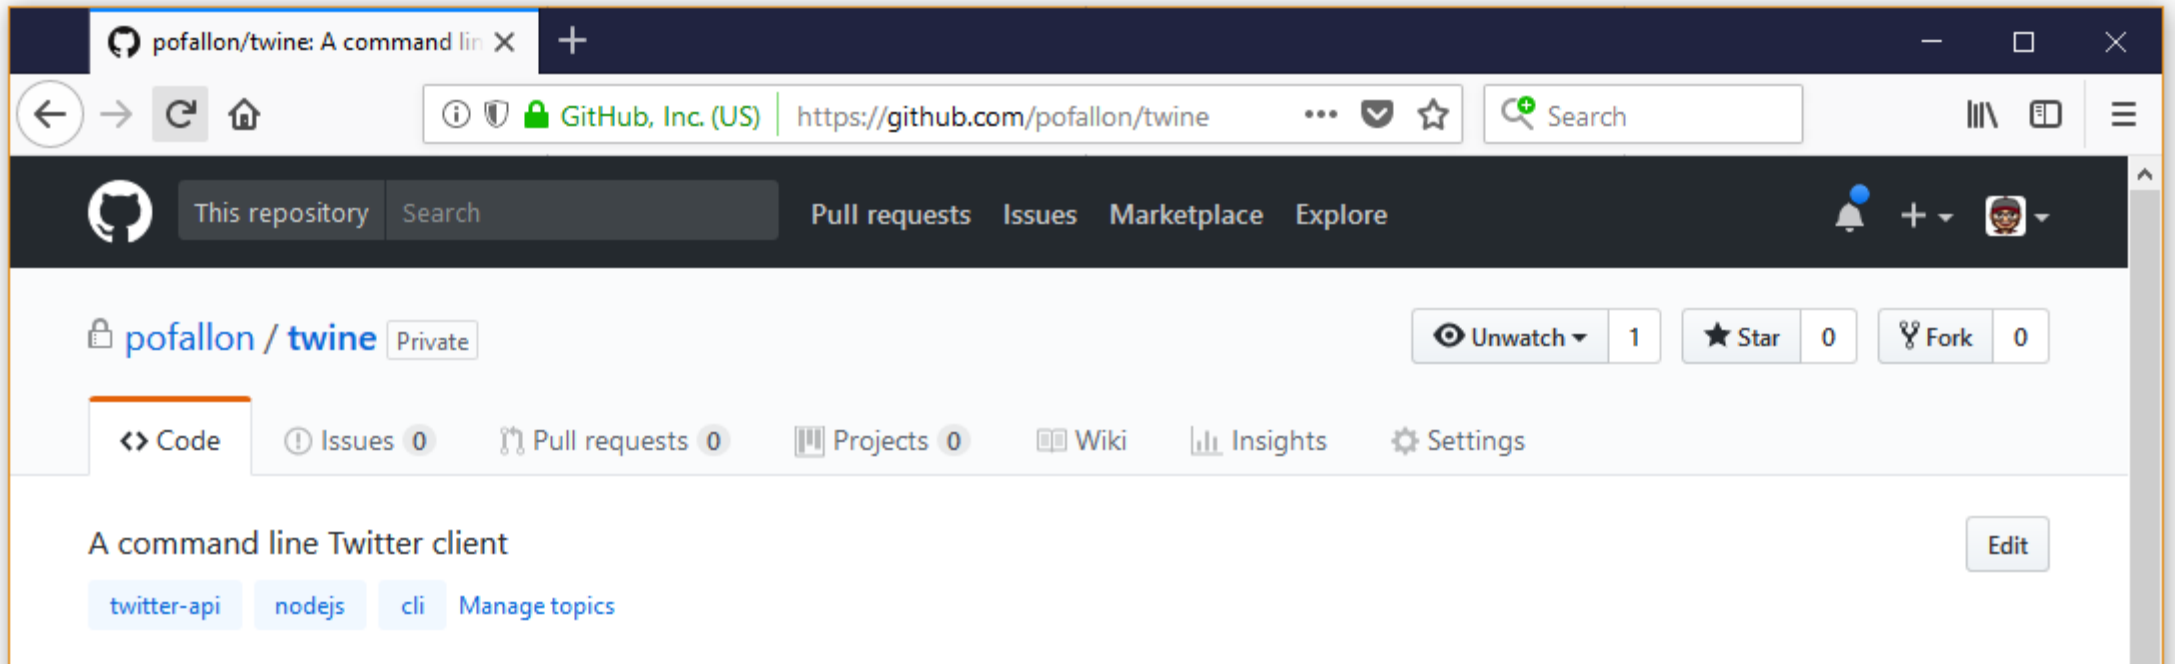 pofallon/twine: A command lin
GitHub, Inc. (US) https://github.com/pofallon/twine Search
This repository Search Pull requests Issues Marketplace Explore
pofallon / twine Private Unwatch 1 Star 0 Fork 0
Code Issues 0 Pull requests 0 Projects 0 Wiki Insights Settings
A command line Twitter client Edit
twitter-api nodejs cli Manage topics